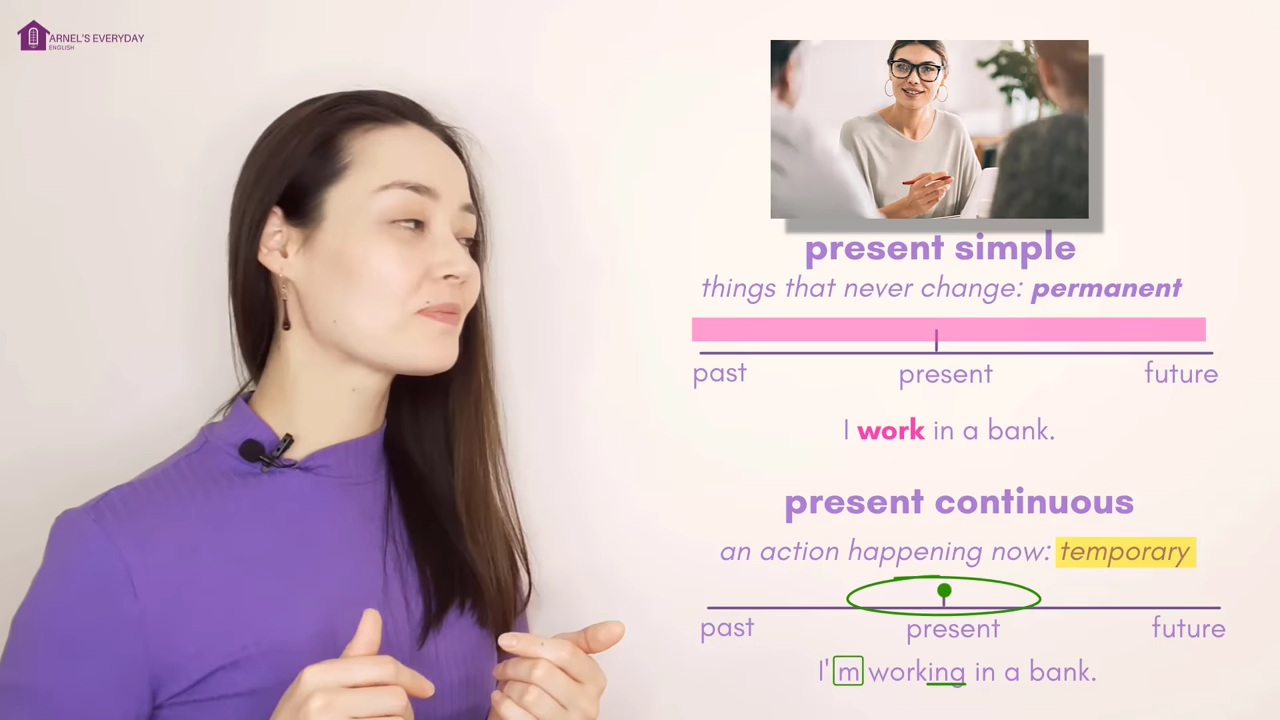 ARNEL'S EVERYDAY
ENGLISH
present simple
things that never change: permanent
past present future
I work in a bank.
present continuous
an action happening now: temporary
past present future
I'm working in a bank.